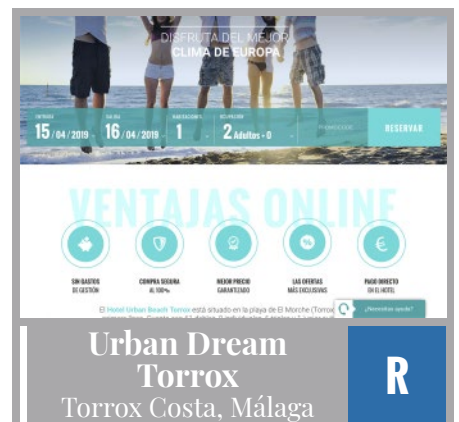 DISFRUTA DEL MEJOR
CLIMA DE EUROPA
ENTRADA SALIDA HABITACIONES OCUPACIÓN
15/04/2019 16/04/2019 1 2 Adultos - 0 PROMOCODE RESERVAR
VENTAJAS ONLINE
SIN GASTOS
DE GESTIÓN
COMPRA SEGURA
AL 100%
MEJOR PRECIO
GARANTIZADO
LAS OFERTAS
MÁS EXCLUSIVAS
PAGO DIRECTO
EN EL HOTEL
El Hotel Urban Beach Torrox está situado en la playa de El Morche (Torrox
¿Necesitas ayuda?
Urban Dream
Torrox
Torrox Costa, Málaga
R